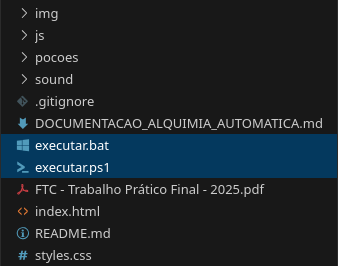 img
js
pocoes
sound
.gitignore
DOCUMENTACAO_ALQUIMIA_AUTOMATICA.md
executar.bat
executar.ps1
FTC - Trabalho Prático Final - 2025.pdf
index.html
README.md
styles.css